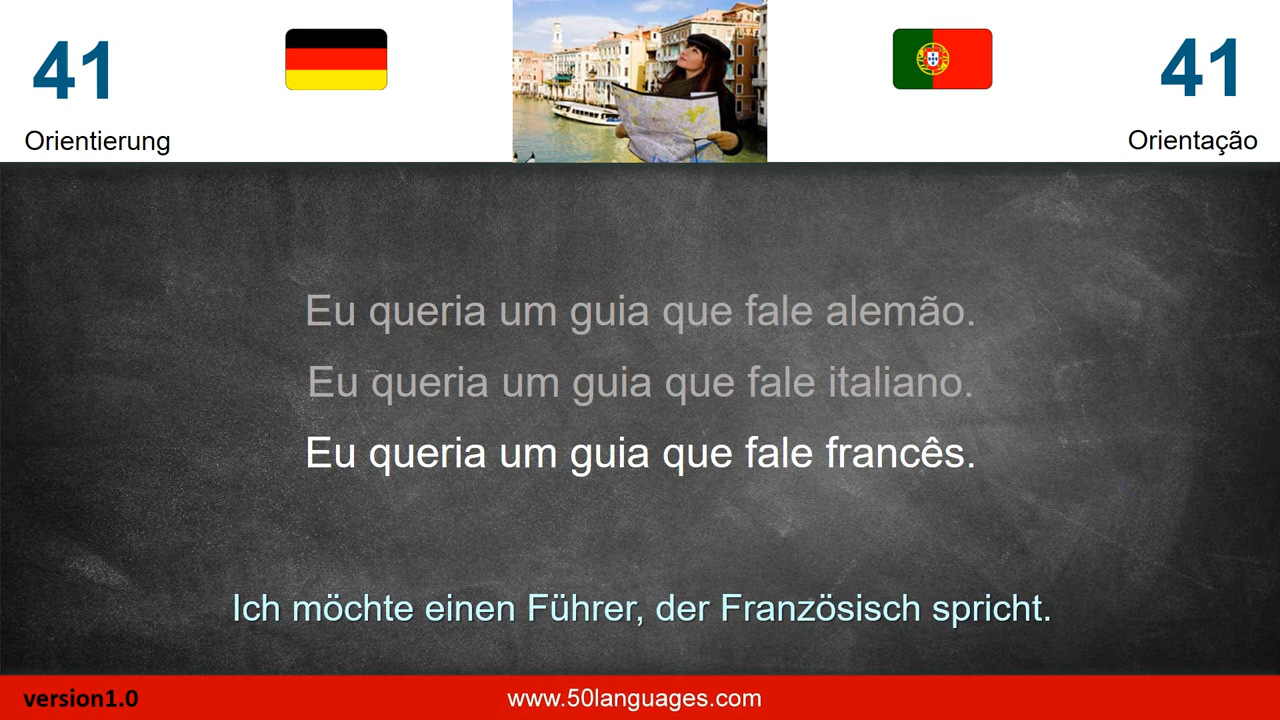 41
41
Orientierung
Orientação
Eu queria um guia que fale alemão.
Eu queria um guia que fale italiano.
Eu queria um guia que fale francês.
Ich möchte einen Führer, der Französisch spricht.
version1.0
www.50languages.com